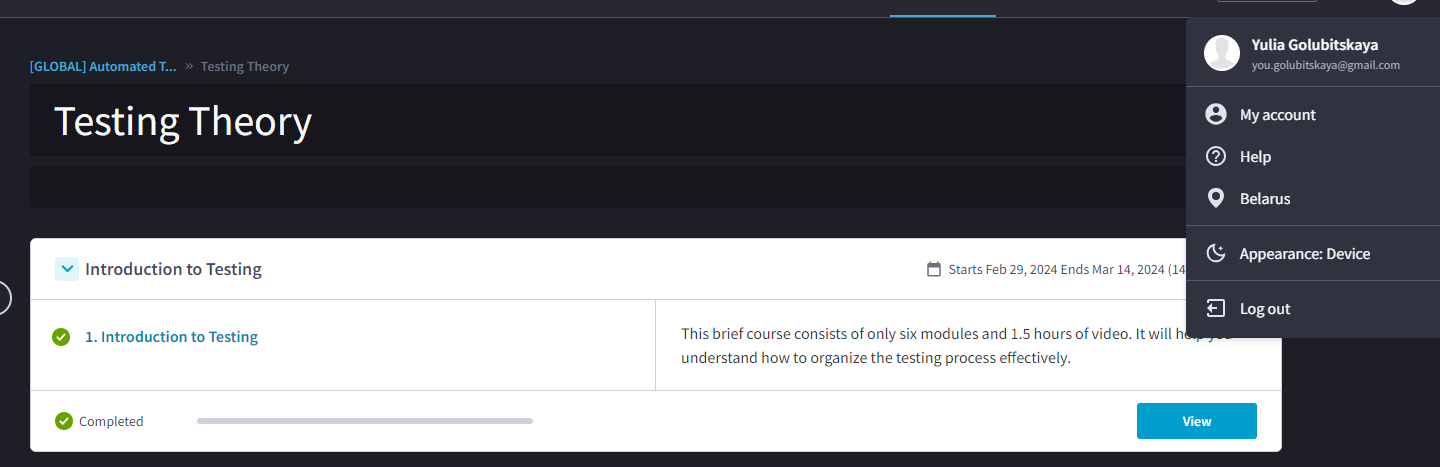 [GLOBAL] Automated T... » Testing Theory
Testing Theory
Yulia Golubitskaya
you.golubitskaya@gmail.com
My account
Help
Belarus
Appearance: Device
Log out
Introduction to Testing
Starts Feb 29, 2024 Ends Mar 14, 2024 (14
1. Introduction to Testing
This brief course consists of only six modules and 1.5 hours of video. It will help you
understand how to organize the testing process effectively.
Completed
View